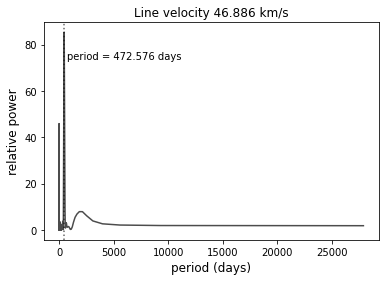 Line velocity 46.886 km/s
period = 472.576 days
relative power
80
60
40
20
0
0 5000 10000 15000 20000 25000
period (days)